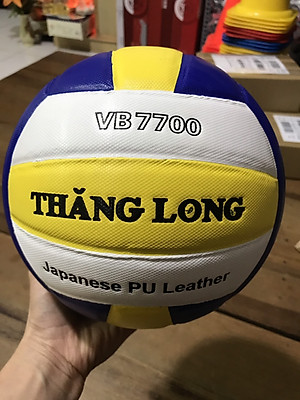 VB7700
THĂNG LONG
Japanese PU Leather